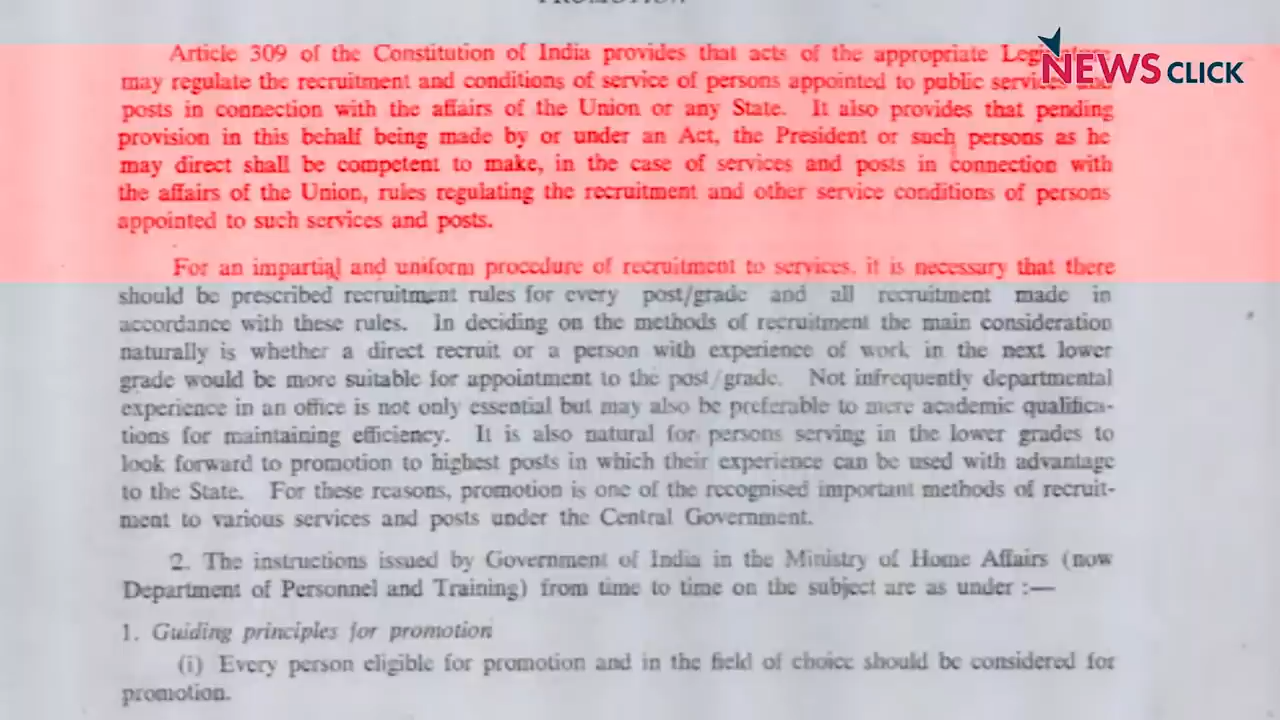 PROMOTION
Article 309 of the Constitution of India provides that acts of the appropriate
NEWS CLICK
may regulate the recruitment and conditions of service of persons appointed to public services and
posts in connection with the affairs of the Union or any State. It also provides that pending
provision in this behalf being made by or under an Act, the President or such persons as he
may direct shall be competent to make, in the case of services and posts in connection with
the affairs of the Union, rules regulating the recruitment and other service conditions of persons
appointed to such services and posts.
For an impartial and uniform procedure of recruitment to services, it is necessary that there
should be prescribed recruitment rules for every post/grade and all recruitment made in
accordance with these rules. In deciding on the methods of recruitment the main consideration
naturally is whether a direct recruit or a person with experience of work in the next lower
grade would be more suitable for appointment to the post/grade. Not infrequently departmental
experience in an office is not only essential but may also be preferable to mere academic qualifica-
tions for maintaining efficiency. It is also natural for persons serving in the lower grades to
look forward to promotion to highest posts in which their experience can be used with advantage
to the State. For these reasons, promotion is one of the recognised important methods of recruit-
ment to various services and posts under the Central Government.
2. The instructions issued by Government of India in the Ministry of Home Affairs (now
Department of Personnel and Training) from time to time on the subject are as under :—
1. Guiding principles for promotion
(i) Every person eligible for promotion and in the field of choice should be considered for
promotion.